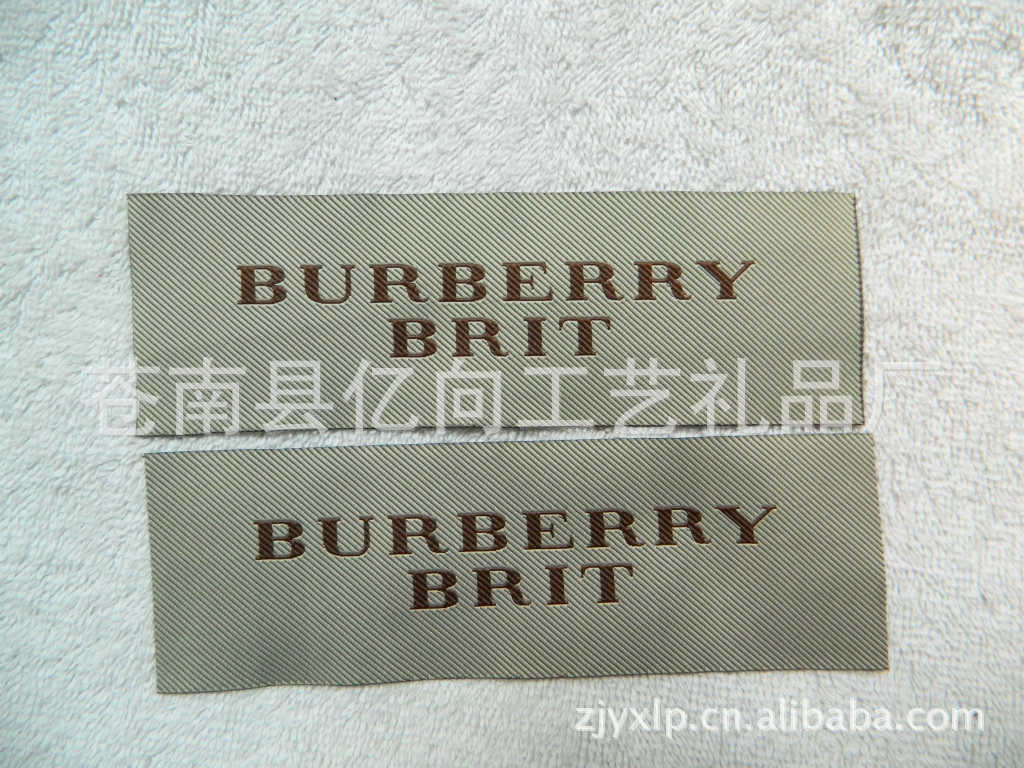 BURBERRY
BRIT
苍南县亿向工艺礼品厂
BURBERRY
BRIT
zjyxlp.cn.alibaba.com